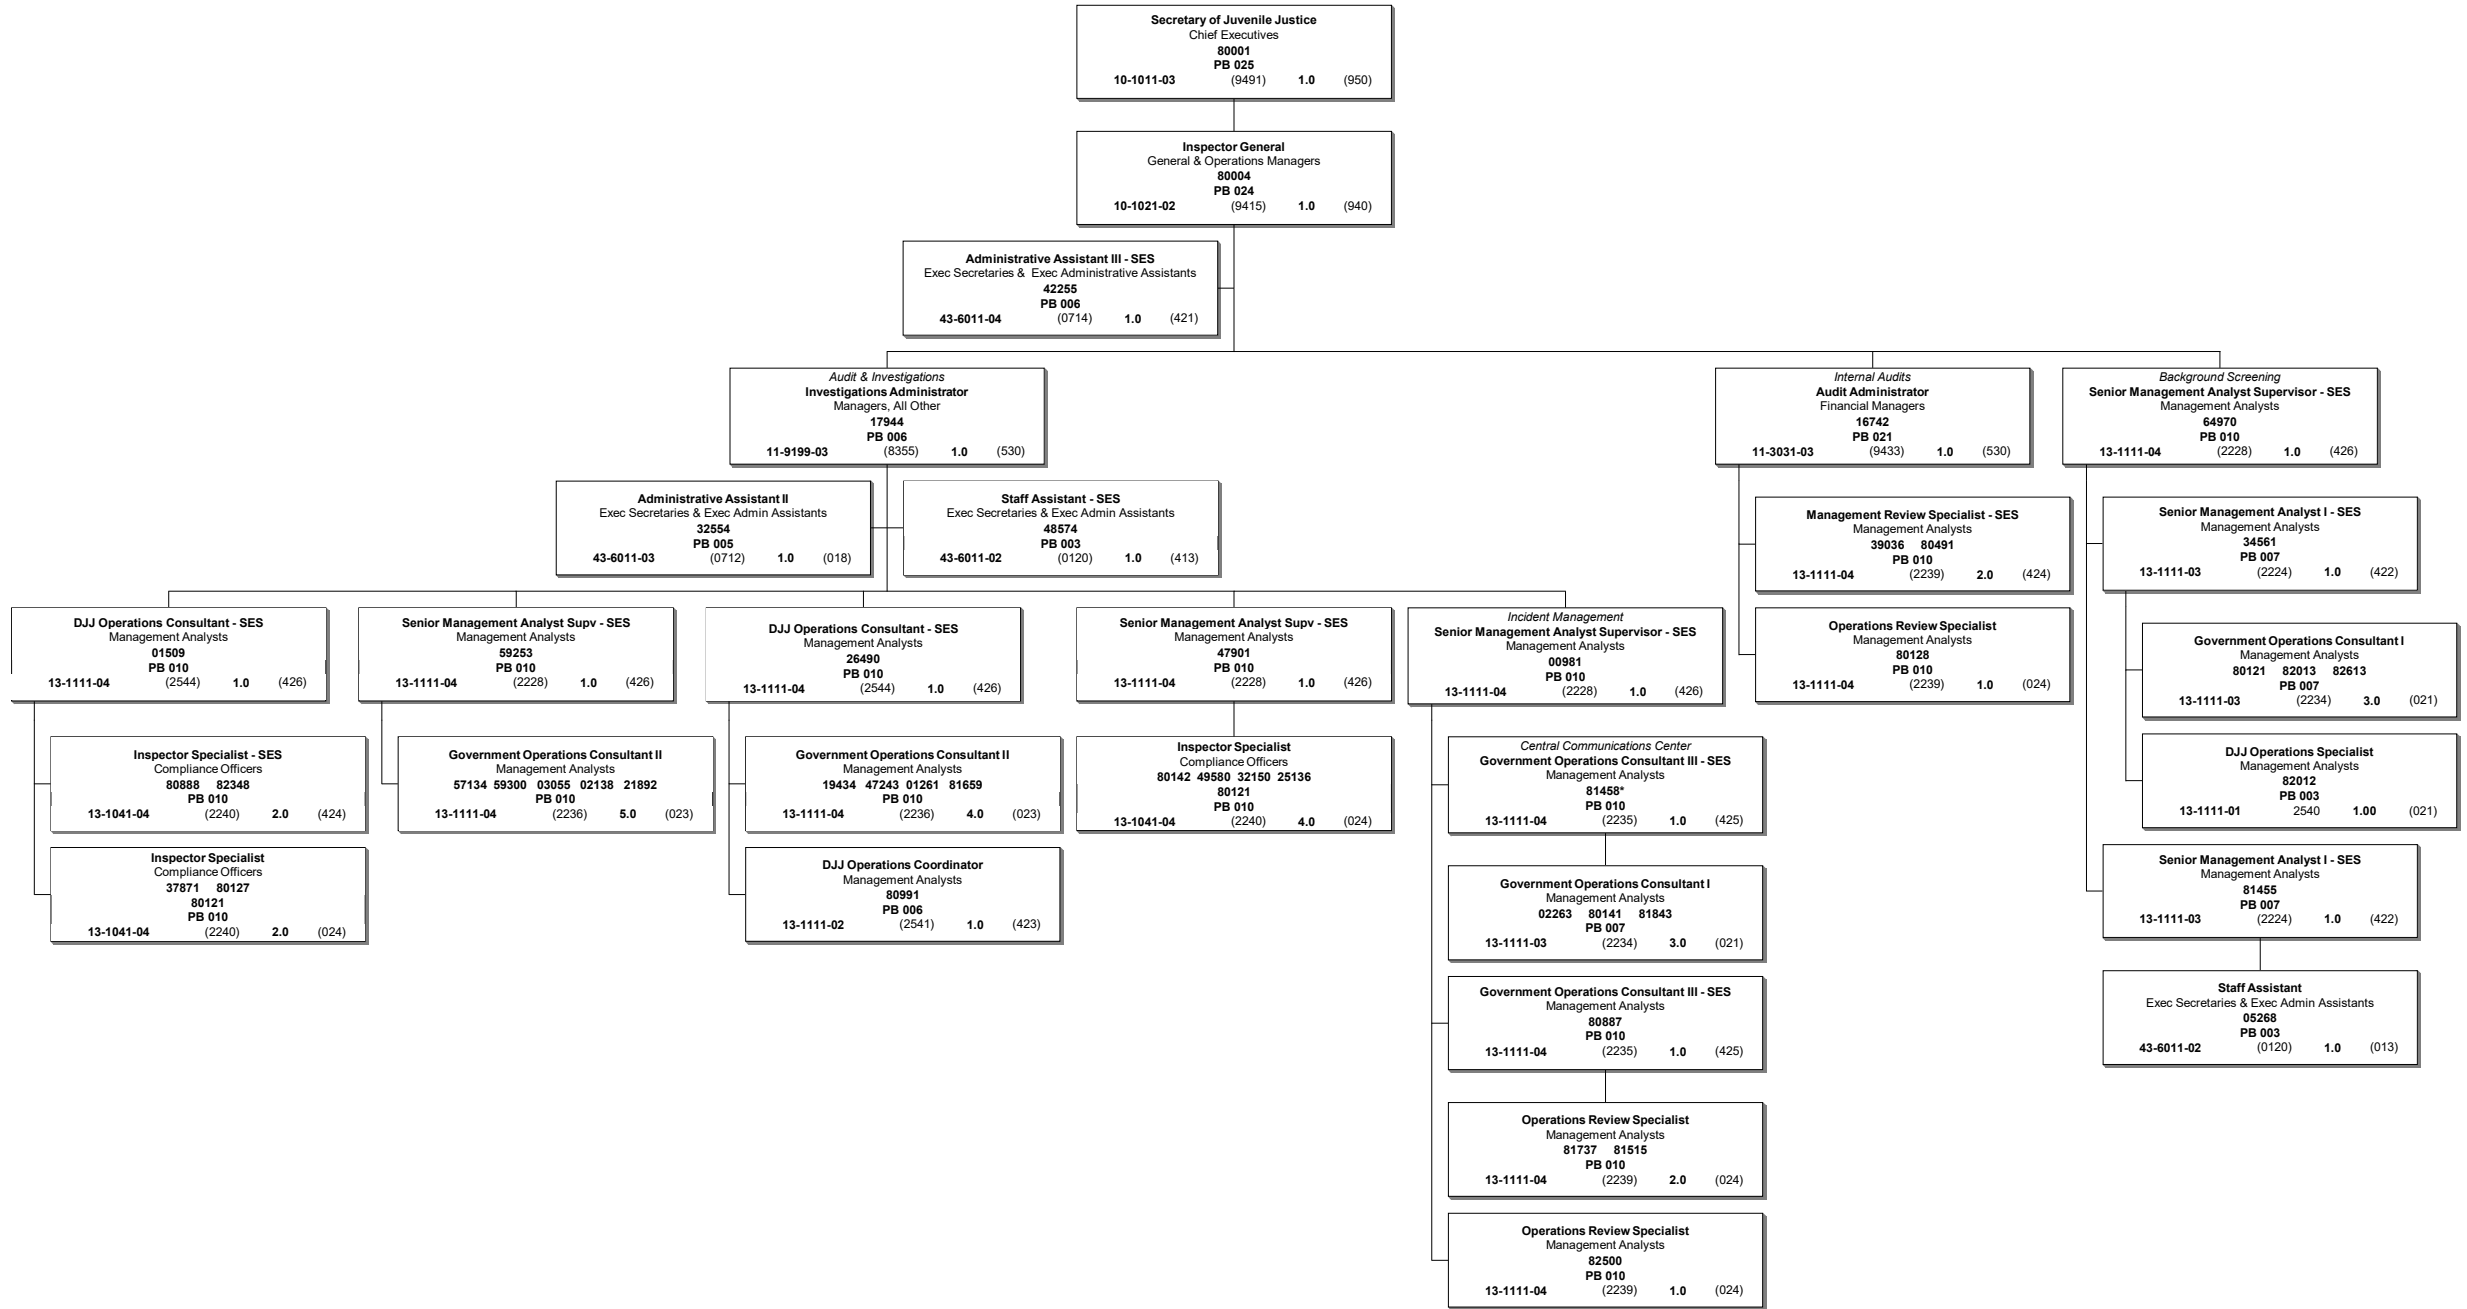 Secretary of Juvenile Justice
Chief Executives
80001
PB 025
10-1011-03 (9491) 1.0 (950)
Inspector General
General & Operations Managers
80004
PB 024
10-1021-02 (9415) 1.0 (940)
Administrative Assistant III - SES
Exec Secretaries & Exec Administrative Assistants
42255
PB 006
43-6011-04 (0714) 1.0 (421)
Audit & Investigations
Investigations Administrator
Managers, All Other
17944
PB 006
11-9199-03 (8355) 1.0 (530)
Internal Audits
Audit Administrator
Financial Managers
16742
PB 021
11-3031-03 (9433) 1.0 (530)
Background Screening
Senior Management Analyst Supervisor - SES
Management Analysts
64970
PB 010
13-1111-04 (2228) 1.0 (426)
Administrative Assistant II
Exec Secretaries & Exec Admin Assistants
32554
PB 005
43-6011-03 (0712) 1.0 (018)
Staff Assistant - SES
Exec Secretaries & Exec Admin Assistants
48574
PB 003
43-6011-02 (0120) 1.0 (413)
Management Review Specialist - SES
Management Analysts
39036 80491
PB 010
13-1111-04 (2239) 2.0 (424)
Senior Management Analyst I - SES
Management Analysts
34561
PB 007
13-1111-03 (2224) 1.0 (422)
DJJ Operations Consultant - SES
Management Analysts
01509
PB 010
13-1111-04 (2544) 1.0 (426)
Senior Management Analyst Supv - SES
Management Analysts
59253
PB 010
13-1111-04 (2228) 1.0 (426)
DJJ Operations Consultant - SES
Management Analysts
26490
PB 010
13-1111-04 (2544) 1.0 (426)
Senior Management Analyst Supv - SES
Management Analysts
47901
PB 010
13-1111-04 (2228) 1.0 (426)
Incident Management
Senior Management Analyst Supervisor - SES
Management Analysts
00981
PB 010
13-1111-04 (2228) 1.0 (426)
Operations Review Specialist
Management Analysts
80128
PB 010
13-1111-04 (2239) 1.0 (024)
Government Operations Consultant I
Management Analysts
80121 82013 82613
PB 007
13-1111-03 (2234) 3.0 (021)
Inspector Specialist - SES
Compliance Officers
80888 82348
PB 010
13-1041-04 (2240) 2.0 (424)
Government Operations Consultant II
Management Analysts
57134 59300 03055 02138 21892
PB 010
13-1111-04 (2236) 5.0 (023)
Government Operations Consultant II
Management Analysts
19434 47243 01261 81659
PB 010
13-1111-04 (2236) 4.0 (023)
Inspector Specialist
Compliance Officers
80142 49580 32150 25136
80121
PB 010
13-1041-04 (2240) 4.0 (024)
Central Communications Center
Government Operations Consultant III - SES
Management Analysts
81458*
PB 010
13-1111-04 (2235) 1.0 (425)
DJJ Operations Specialist
Management Analysts
82012
PB 003
13-1111-01 2540 1.00 (021)
Inspector Specialist
Compliance Officers
37871 80127
80121
PB 010
13-1041-04 (2240) 2.0 (024)
DJJ Operations Coordinator
Management Analysts
80991
PB 006
13-1111-02 (2541) 1.0 (423)
Government Operations Consultant I
Management Analysts
02263 80141 81843
PB 007
13-1111-03 (2234) 3.0 (021)
Senior Management Analyst I - SES
Management Analysts
81455
PB 007
13-1111-03 (2224) 1.0 (422)
Government Operations Consultant III - SES
Management Analysts
80887
PB 010
13-1111-04 (2235) 1.0 (425)
Staff Assistant
Exec Secretaries & Exec Admin Assistants
05268
PB 003
43-6011-02 (0120) 1.0 (013)
Operations Review Specialist
Management Analysts
81737 81515
PB 010
13-1111-04 (2239) 2.0 (024)
Operations Review Specialist
Management Analysts
82500
PB 010
13-1111-04 (2239) 1.0 (024)